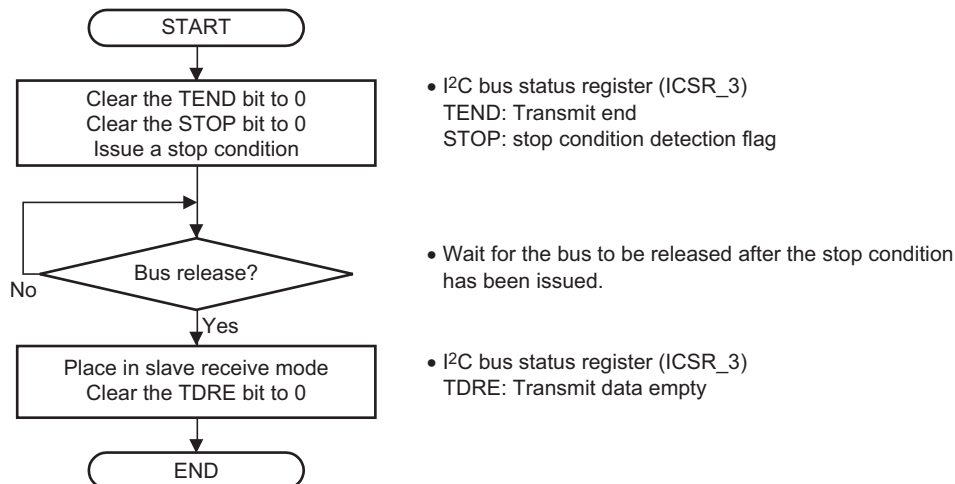 START
Clear the TEND bit to 0
Clear the STOP bit to 0
Issue a stop condition
• I2C bus status register (ICSR_3)
TEND: Transmit end
STOP: stop condition detection flag
Bus release?
No
Yes
• Wait for the bus to be released after the stop condition
has been issued.
Place in slave receive mode
Clear the TDRE bit to 0
• I2C bus status register (ICSR_3)
TDRE: Transmit data empty
END